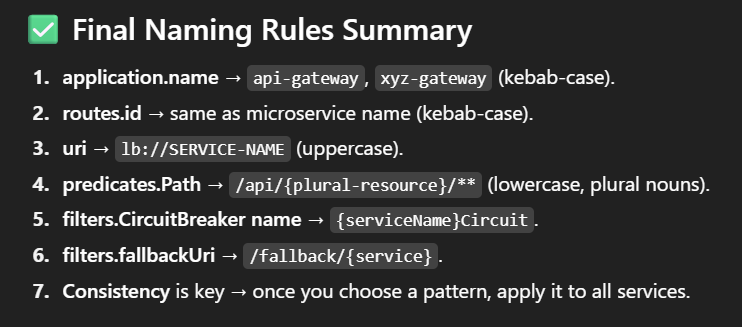 ✅ Final Naming Rules Summary
1. application.name → api-gateway, xyz-gateway (kebab-case).
2. routes.id → same as microservice name (kebab-case).
3. uri → lb://SERVICE-NAME (uppercase).
4. predicates.Path → /api/{plural-resource}/** (lowercase, plural nouns).
5. filters.CircuitBreaker name → {serviceName}Circuit.
6. filters.fallbackUri → /fallback/{service}.
7. Consistency is key → once you choose a pattern, apply it to all services.